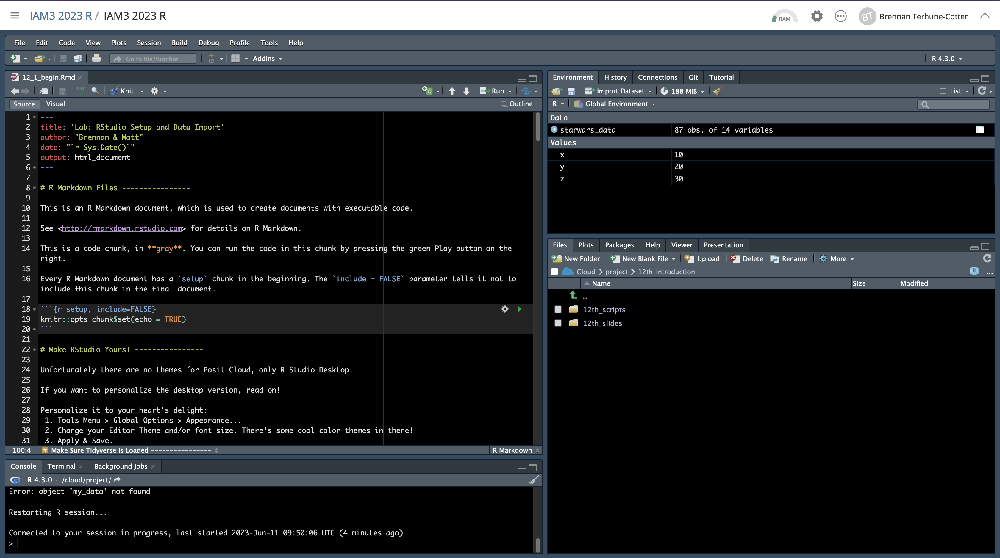 IAM3 2023 R / IAM3 2023 R
RAM
BT Brennan Terhune-Cotter
File Edit Code View Plots Session Build Debug Profile Tools Help
Go to file/function
Addins
R 4.3.0
12_1_begin.Rmd
ABC
Knit
Run
Source Visual
Outline
1 ---
2 title: 'Lab: RStudio Setup and Data Import'
3 author: "Brennan & Matt"
4 date: "`r Sys.Date()`"
5 output: html_document
6 ---
7
8 # R Markdown Files ----------------
9
10 This is an R Markdown document, which is used to create documents with executable code.
11
12 See <http://rmarkdown.rstudio.com> for details on R Markdown.
13
14 This is a code chunk, in **gray**. You can run the code in this chunk by pressing the green Play button on the
right.
15
16 Every R Markdown document has a `setup` chunk in the beginning. The `include = FALSE` parameter tells it not to
include this chunk in the final document.
17
18 ```{r setup, include=FALSE}
19 knitr::opts_chunk$set(echo = TRUE)
20 ```
21
22 # Make RStudio Yours! ----------------
23
24 Unfortunately there are no themes for Posit Cloud, only R Studio Desktop.
25
26 If you want to personalize the desktop version, read on!
27
28 Personalize it to your heart's delight:
29 1. Tools Menu > Global Options > Appearance...
30 2. Change your Editor Theme and/or font size. There's some cool color themes in there!
31 3. Apply & Save.
100:4 # Make Sure Tidyverse Is Loaded ----------------
R Markdown
Console Terminal Background Jobs
R 4.3.0 · /cloud/project/
Error: object 'my_data' not found
Restarting R session...
Connected to your session in progress, last started 2023-Jun-11 09:50:06 UTC (4 minutes ago)
>
Environment History Connections Git Tutorial
Import Dataset
188 MiB
List
R
Global Environment
Data
starwars_data 87 obs. of 14 variables
Values
x 10
y 20
z 30
Files Plots Packages Help Viewer Presentation
New Folder New Blank File Upload Delete Rename More
Cloud > project > 12th_Introduction
R ...
Name Size Modified
..
12th_scripts
12th_slides